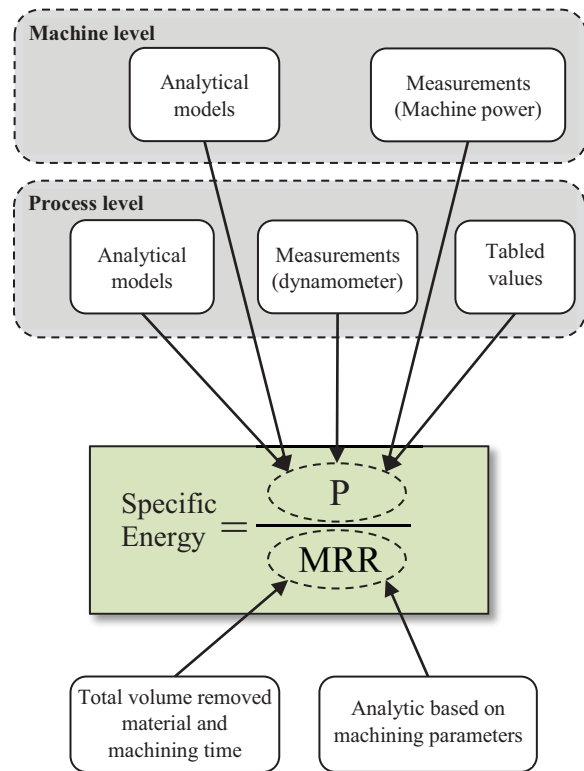 Machine level
Analytical
models
Measurements
(Machine power)
Process level
Analytical
models
Measurements
(dynamometer)
Tabled
values
Specific
Energy
=
P
MRR
Total volume removed
material and
machining time
Analytic based on
machining parameters